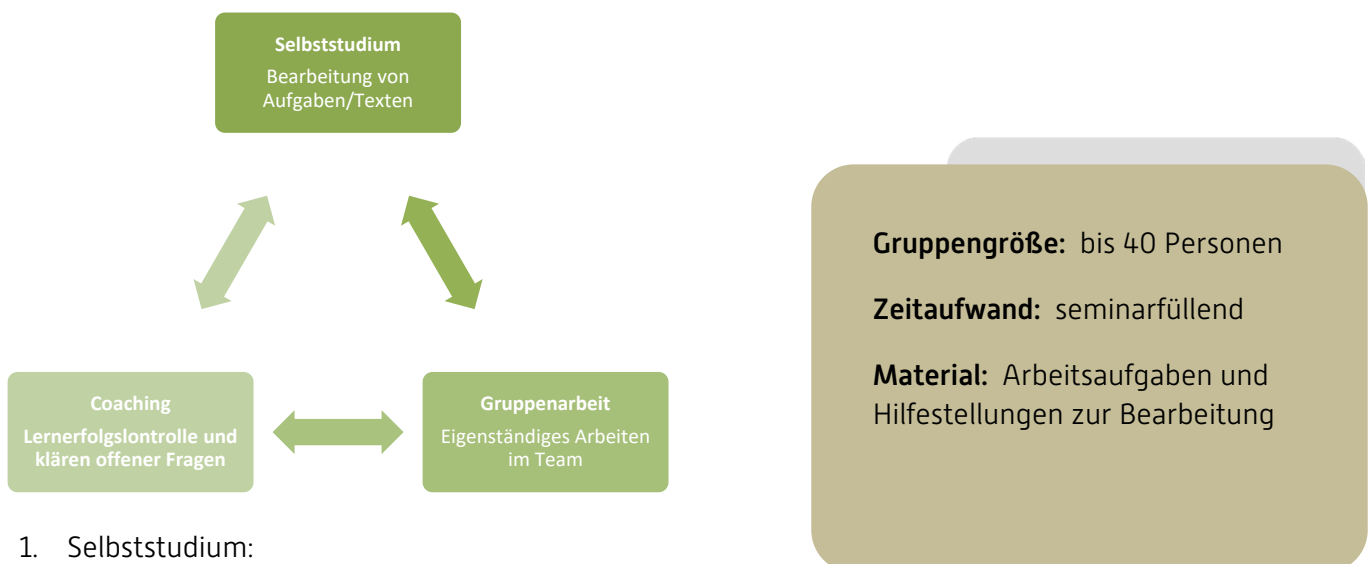 Selbststudium
Bearbeitung von
Aufgaben/Texten
Coaching
Lernerfolgslontrolle und
klären offener Fragen
Gruppenarbeit
Eigenständiges Arbeiten
im Team
Gruppengröße: bis 40 Personen
Zeitaufwand: seminarfüllend
Material: Arbeitsaufgaben und
Hilfestellungen zur Bearbeitung
1. Selbststudium: